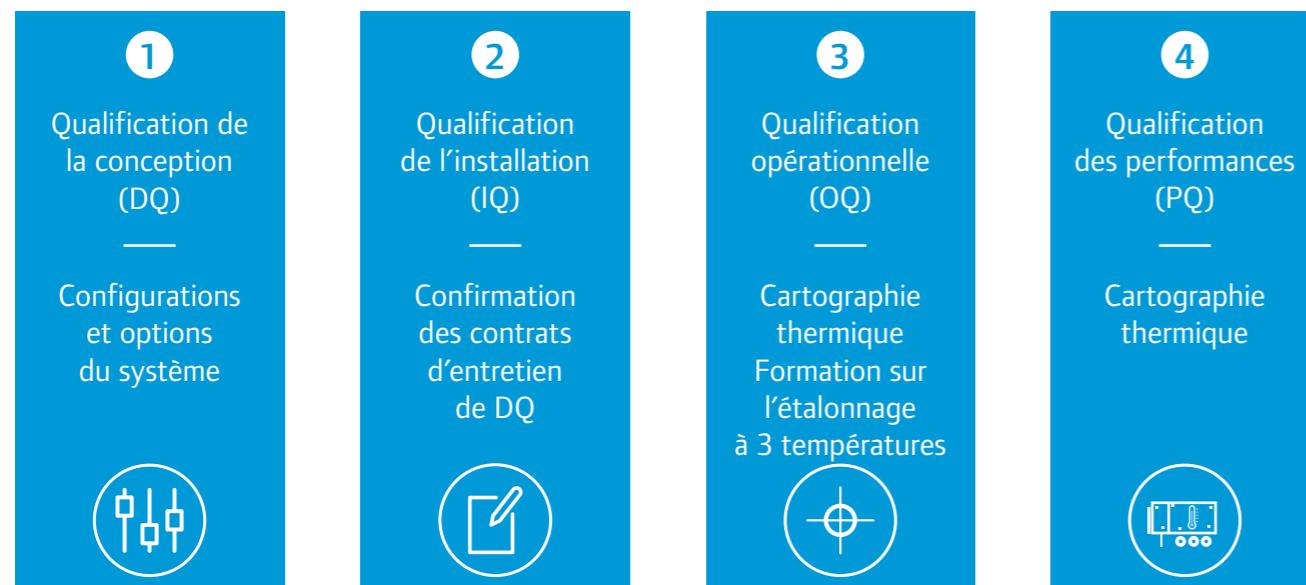 1
Qualification de
la conception
(DQ)
Configurations
et options
du système
2
Qualification
de l′installation
(IQ)
Confirmation
des contrats
d′entretien
de DQ
3
Qualification
opérationnelle
(OQ)
Cartographie
thermique
Formation sur
l′étalonnage
à 3 températures
4
Qualification
des performances
(PQ)
Cartographie
thermique